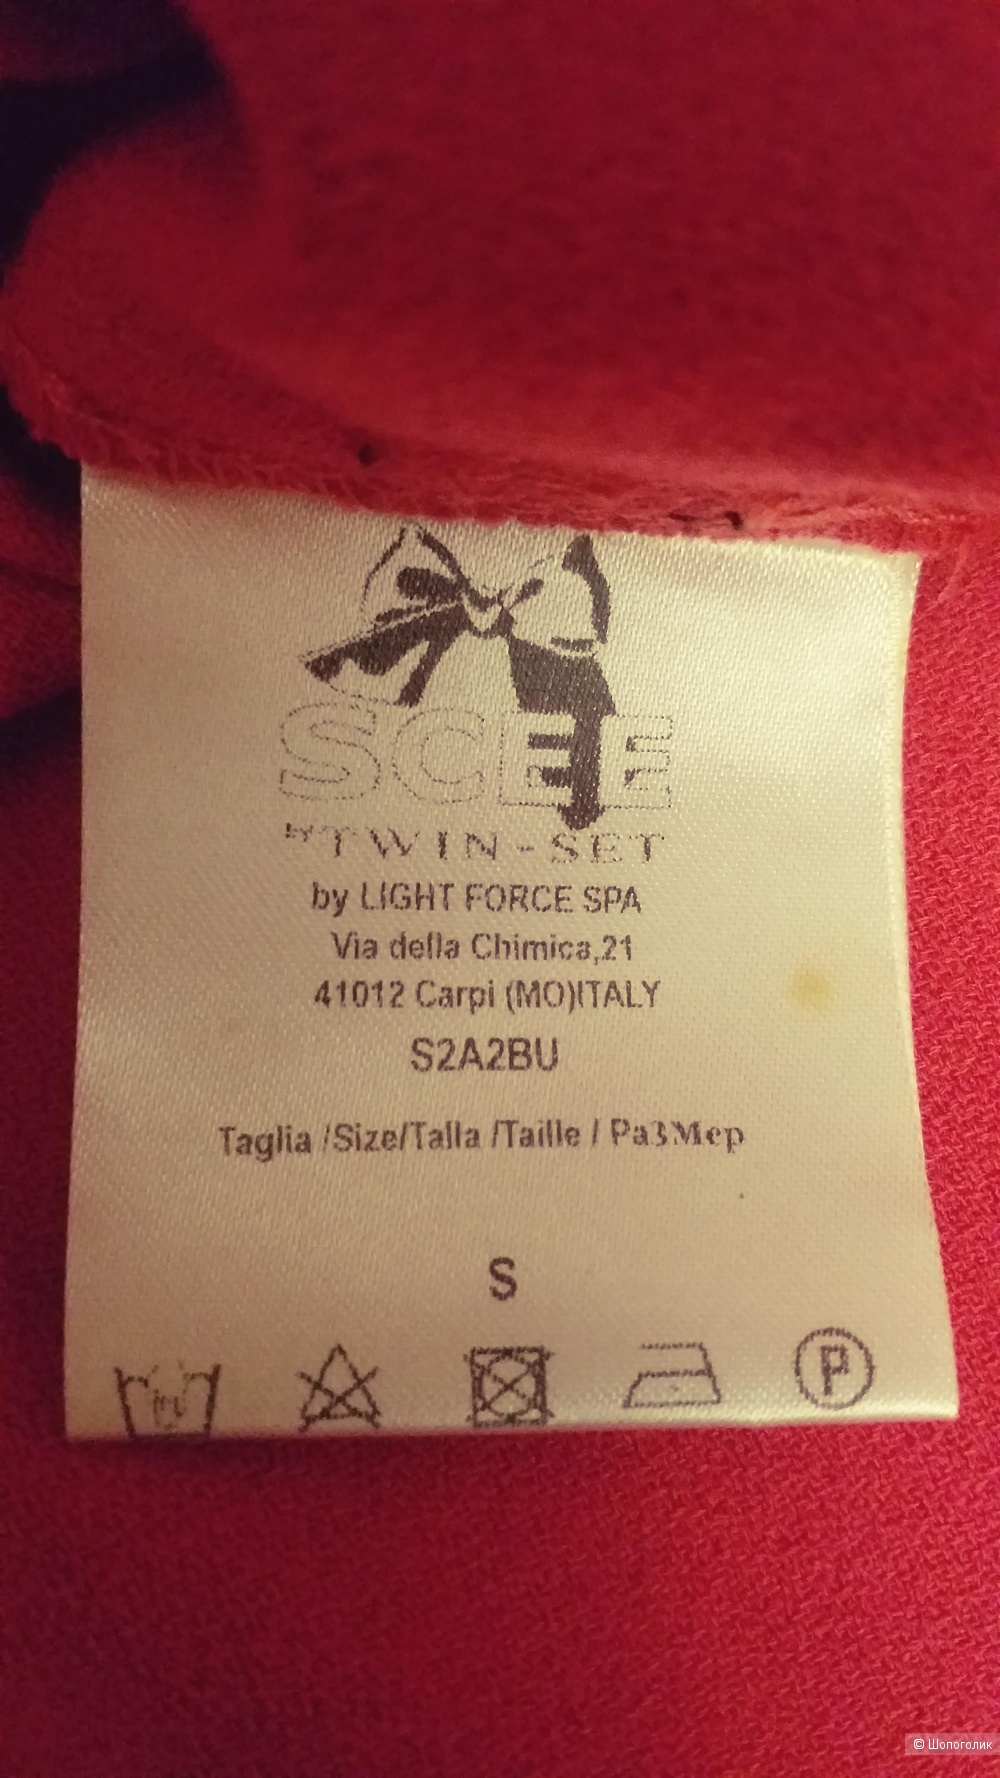 SCEE
by TWIN-SET
by LIGHT FORCE SPA
Via della Chimica,21
41012 Carpi (MO)ITALY
S2A2BU
Taglia /Size/Talla /Taille / Pa3Mep
S
P
© Шопоголик